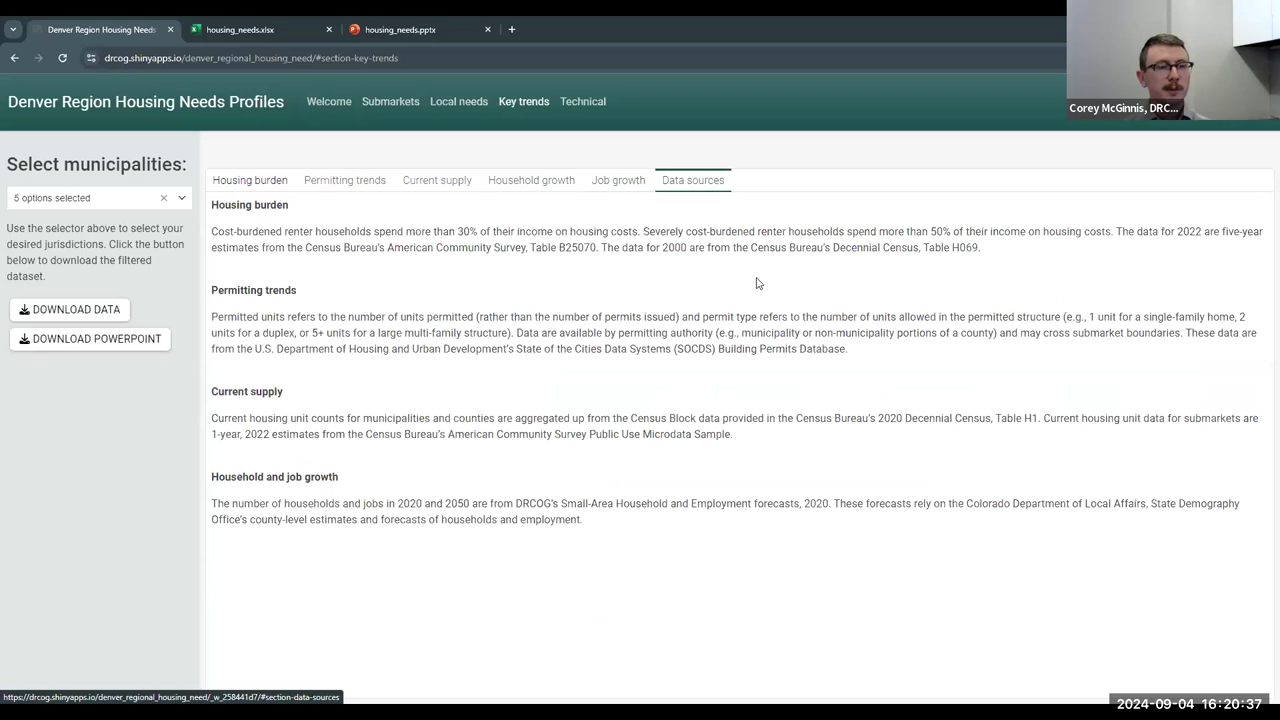 Denver Region Housing Needs
housing_needs.xlsx
housing_needs.pptx
drcog.shinyapps.io/denver_regional_housing_need/#section-key-trends
Corey McGinnis, DRC...
Denver Region Housing Needs Profiles
Welcome
Submarkets
Local needs
Key trends
Technical
Select municipalities:
5 options selected
Use the selector above to select your
desired jurisdictions. Click the button
below to download the filtered
dataset.
DOWNLOAD DATA
DOWNLOAD POWERPOINT
Housing burden
Permitting trends
Current supply
Household growth
Job growth
Data sources
Housing burden
Cost-burdened renter households spend more than 30% of their income on housing costs. Severely cost-burdened renter households spend more than 50% of their income on housing costs. The data for 2022 are five-year
estimates from the Census Bureau's American Community Survey, Table B25070. The data for 2000 are from the Census Bureau's Decennial Census, Table H069.
Permitting trends
Permitted units refers to the number of units permitted (rather than the number of permits issued) and permit type refers to the number of units allowed in the permitted structure (e.g., 1 unit for a single-family home, 2
units for a duplex, or 5+ units for a large multi-family structure). Data are available by permitting authority (e.g., municipality or non-municipality portions of a county) and may cross submarket boundaries. These data are
from the U.S. Department of Housing and Urban Development's State of the Cities Data Systems (SOCDS) Building Permits Database.
Current supply
Current housing unit counts for municipalities and counties are aggregated up from the Census Block data provided in the Census Bureau's 2020 Decennial Census, Table H1. Current housing unit data for submarkets are
1-year, 2022 estimates from the Census Bureau's American Community Survey Public Use Microdata Sample.
Household and job growth
The number of households and jobs in 2020 and 2050 are from DRCOG's Small-Area Household and Employment forecasts, 2020. These forecasts rely on the Colorado Department of Local Affairs, State Demography
Office's county-level estimates and forecasts of households and employment.
https://drcog.shinyapps.io/denver_regional_housing_need/_w_258441d7/#section-data-sources
2024-09-04 16:20:37